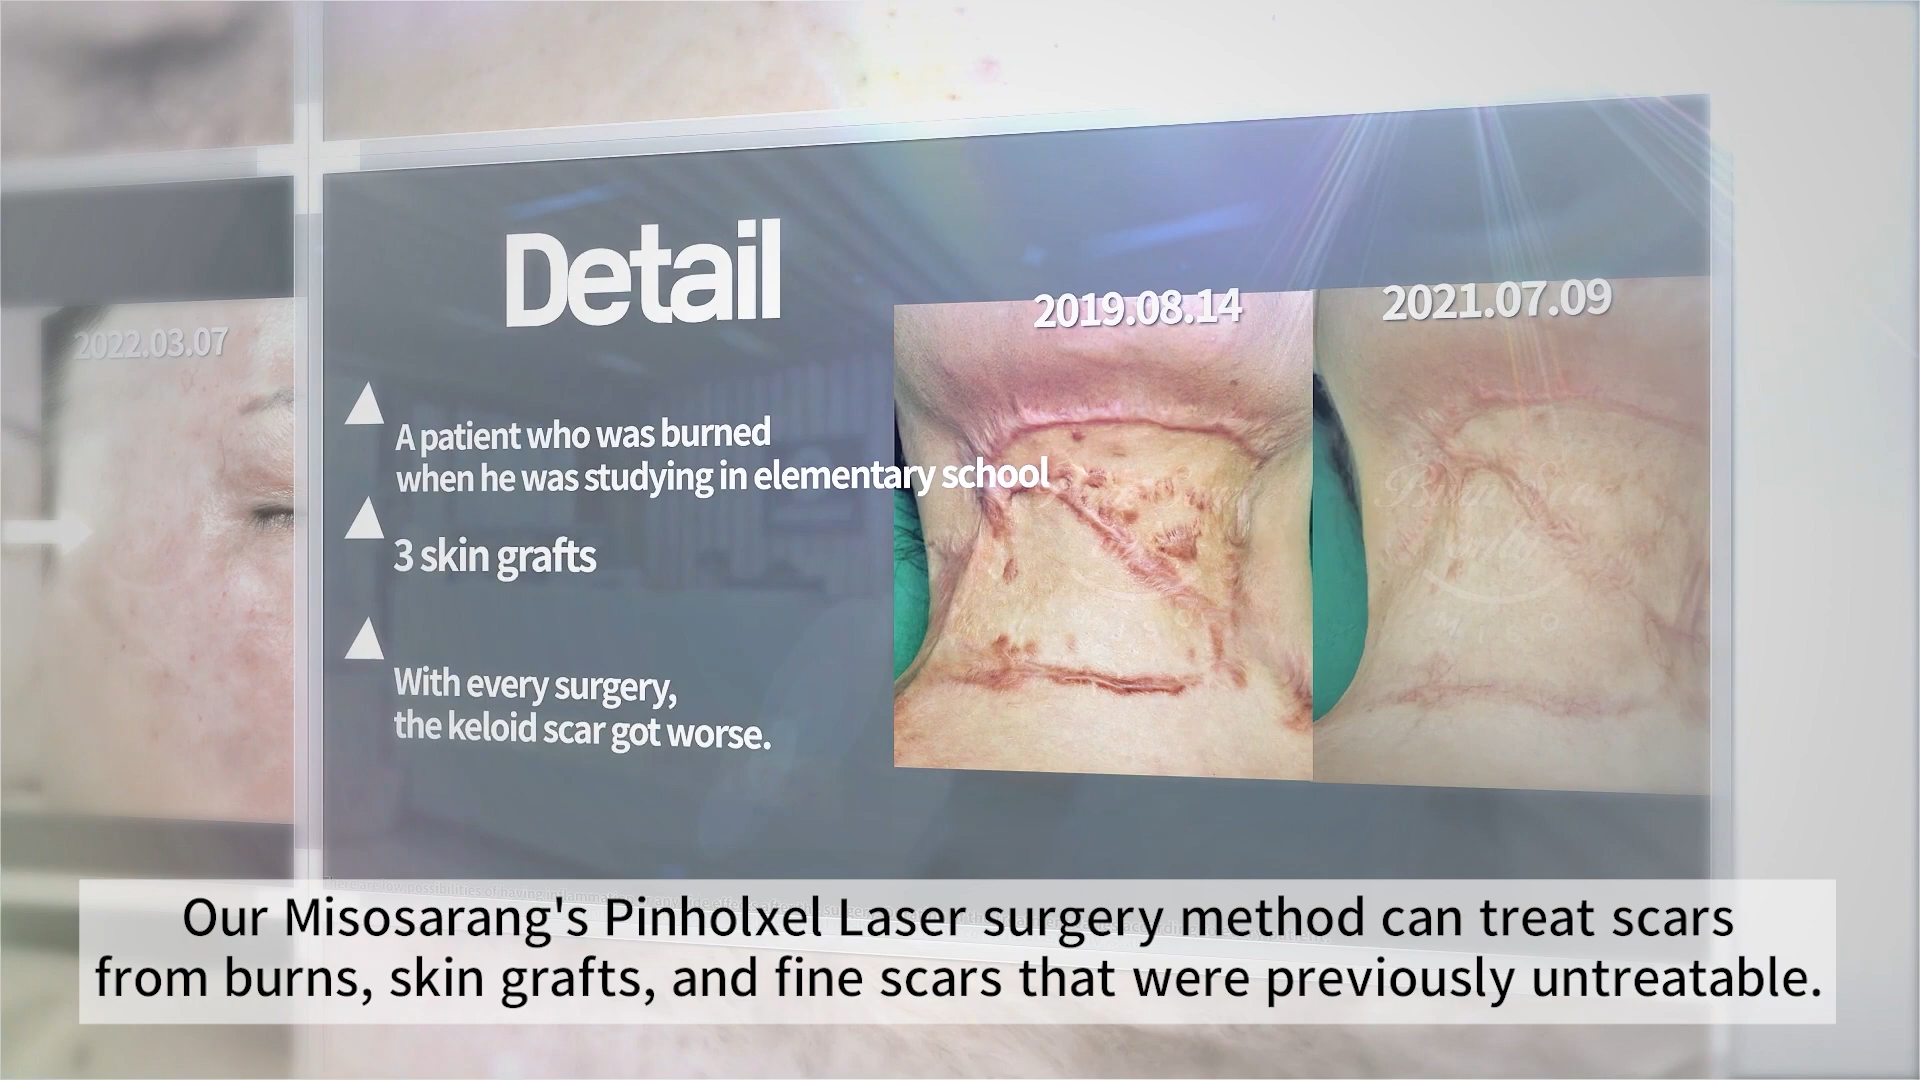 2022.03.07
Detail
2019.08.14
2021.07.09
A patient who was burned
when he was studying in elementary school
3 skin grafts
With every surgery,
the keloid scar got worse.
Our Misosarang's Pinholxel Laser surgery method can treat scars
from burns, skin grafts, and fine scars that were previously untreatable.